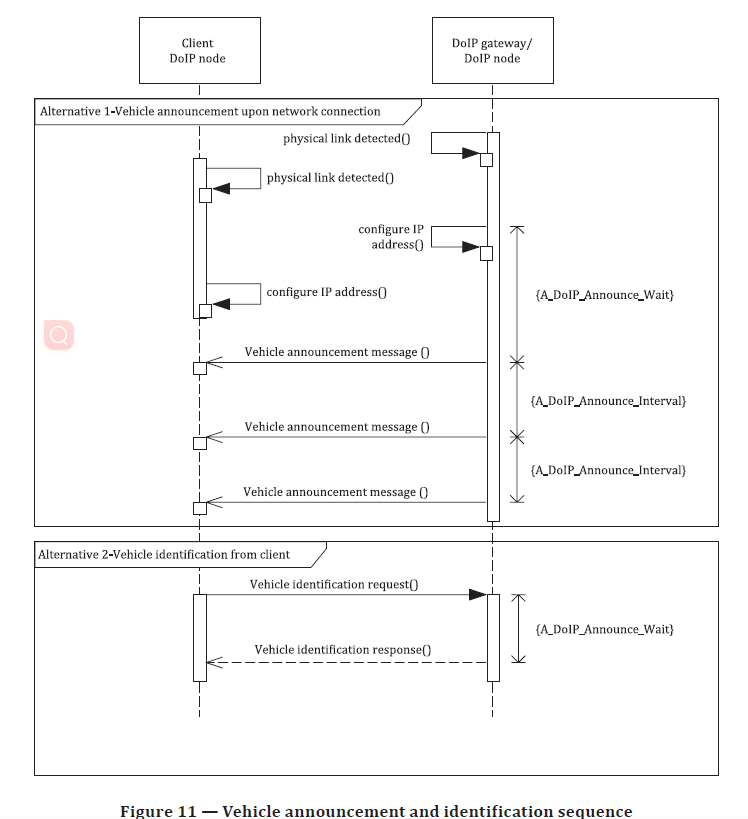 Client
DoIP node
DoIP gateway/
DoIP node
Alternative 1-Vehicle announcement upon network connection
physical link detected()
physical link detected()
configure IP
address()
configure IP address()
{A_DoIP_Announce_Wait}
Vehicle announcement message ()
{A_DoIP_Announce_Interval}
Vehicle announcement message ()
{A_DoIP_Announce_Interval}
Vehicle announcement message ()
Alternative 2-Vehicle identification from client
Vehicle identification request()
{A_DoIP_Announce_Wait}
Vehicle identification response()
Figure 11 — Vehicle announcement and identification sequence